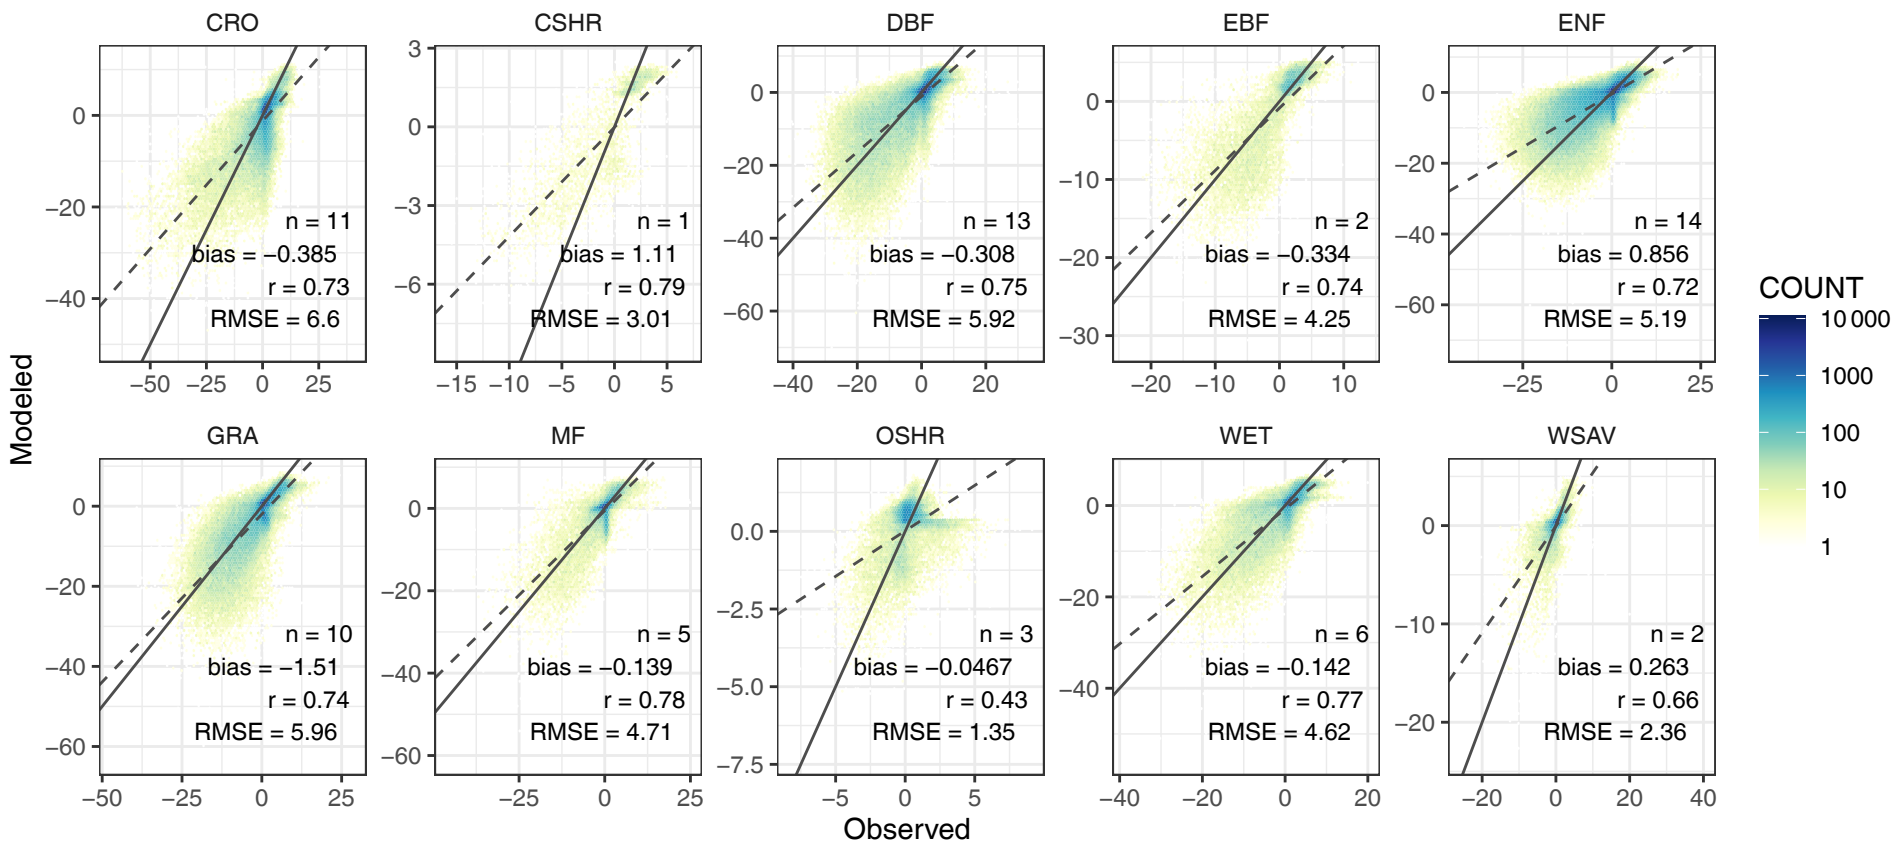 CRO CSHR DBF EBF ENF
0
−20
−40
−50 −25 0 25
n = 11
bias = −0.385
r = 0.73
RMSE = 6.6
3
0
−3
−6
−15 −10 −5 0 5
n = 1
bias = 1.11
r = 0.79
RMSE = 3.01
0
−20
−40
−60
−40 −20 0 20
n = 13
bias = −0.308
r = 0.75
RMSE = 5.92
0
−10
−20
−30
−20 −10 0 10
n = 2
bias = −0.334
r = 0.74
RMSE = 4.25
0
−20
−40
−60
−25 0 25
n = 14
bias = 0.856
r = 0.72
RMSE = 5.19
GRA MF OSHR WET WSAV
0
−20
−40
−60
−50 −25 0 25
n = 10
bias = −1.51
r = 0.74
RMSE = 5.96
0
−20
−40
−60
−25 0 25
n = 5
bias = −0.139
r = 0.78
RMSE = 4.71
0.0
−2.5
−5.0
−7.5
−5 0 5
n = 3
bias = −0.0467
r = 0.43
RMSE = 1.35
0
−20
−40
−40 −20 0 20
n = 6
bias = −0.142
r = 0.77
RMSE = 4.62
0
−10
−20
−20 0 20 40
n = 2
bias = 0.263
r = 0.66
RMSE = 2.36
Modeled
Observed
COUNT
10 000
1000
100
10
1